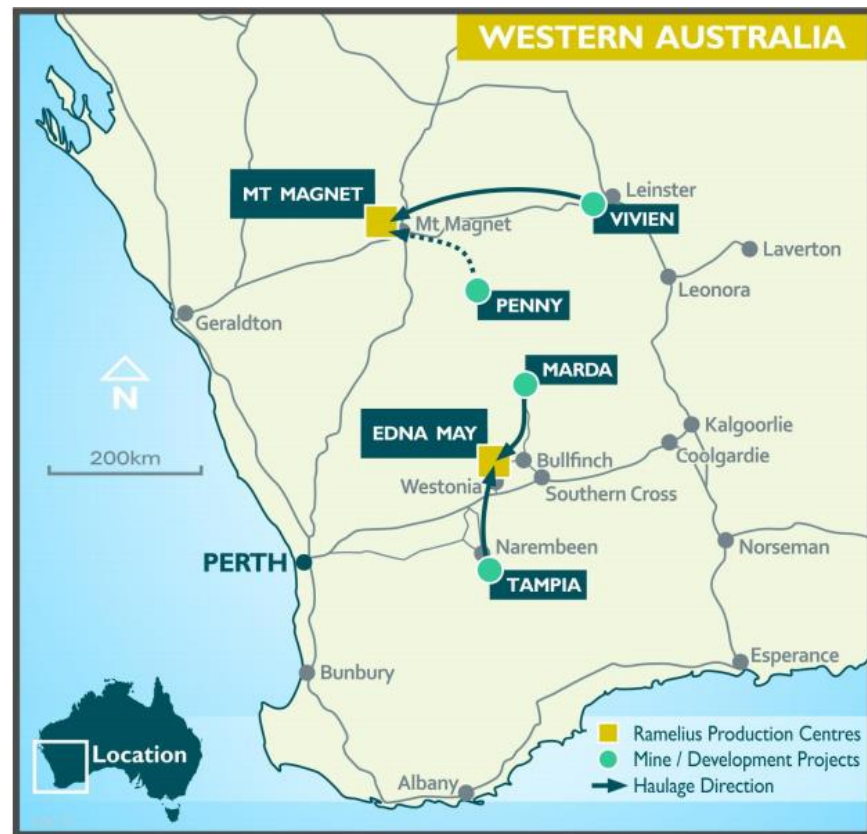 WESTERN AUSTRALIA
MT MAGNET
Mt Magnet
Leinster
VIVIEN
Laverton
Leonora
PENNY
Geraldton
N
200km
MARDA
EDNA MAY
Kalgoorlie
Coolgardie
Bullfinch
Westonia
Southern Cross
PERTH
Narembeen
Norseman
TAMPIA
Bunbury
Esperance
Albany
Location
Ramelius Production Centres
Mine / Development Projects
Haulage Direction